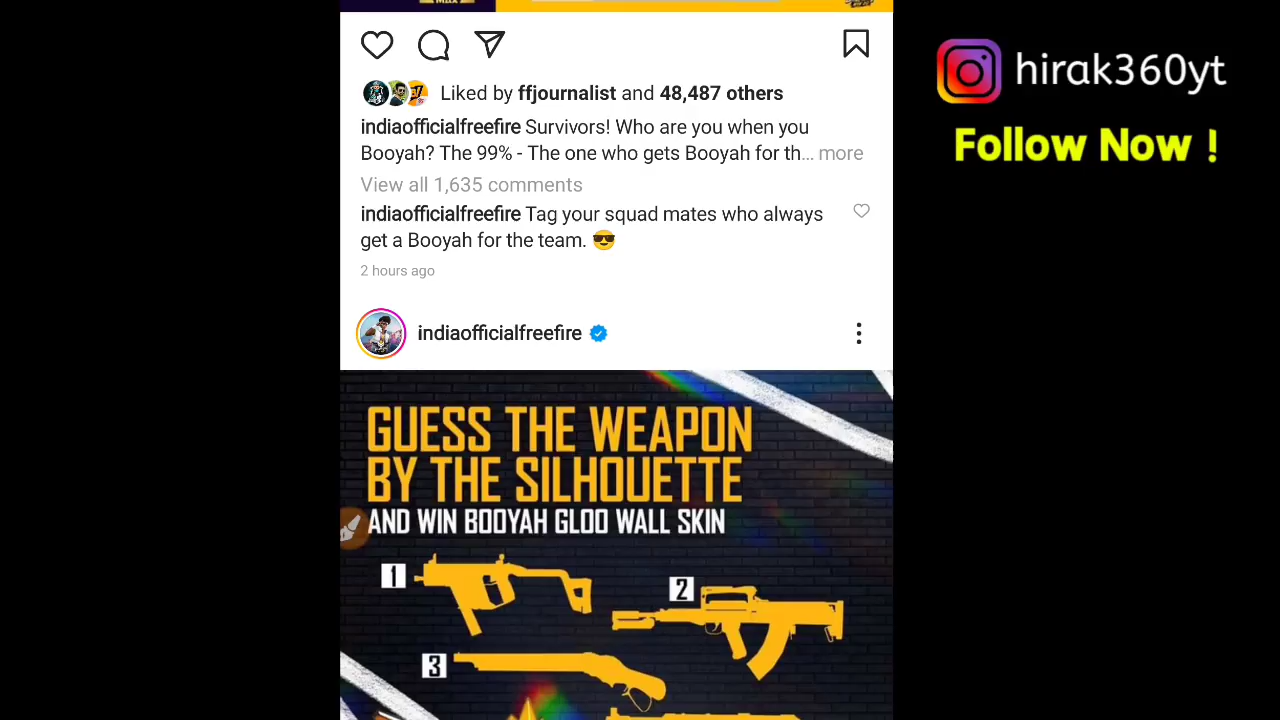 hirak360yt
Follow Now !
Liked by ffjournalist and 48,487 others
indiaofficialfreefire Survivors! Who are you when you
Booyah? The 99% - The one who gets Booyah for th... more
View all 1,635 comments
indiaofficialfreefire Tag your squad mates who always
get a Booyah for the team. 😎
2 hours ago
indiaofficialfreefire
GUESS THE WEAPON
BY THE SILHOUETTE
AND WIN BOOYAH GLOO WALL SKIN
1
2
3